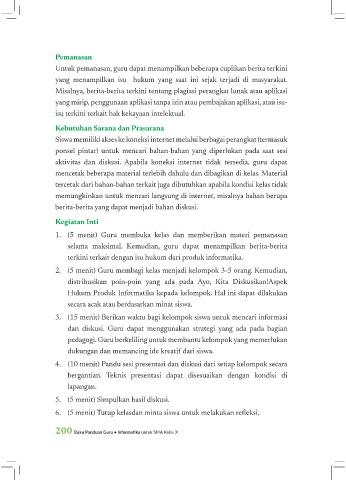 Pemanasan
Untuk pemanasan, guru dapat menampilkan beberapa cuplikan berita terkini
yang menampilkan isu hukum yang saat ini sejak terjadi di masyarakat.
Misalnya, berita-berita terkini tentang plagiasi perangkat lunak atau aplikasi
yang mirip, penggunaan aplikasi tanpa izin atau pembajakan aplikasi, atau isu-
isu terkini terkait hak kekayaan intelektual.
Kebutuhan Sarana dan Prasarana
Siswa memiliki akses ke koneksi internet melalui berbagai perangkat (termasuk
ponsel pintar) untuk mencari bahan-bahan yang diperlukan pada saat sesi
aktivitas dan diskusi. Apabila koneksi internet tidak tersedia, guru dapat
mencetak beberapa material terlebih dahulu dan dibagikan di kelas. Material
tercetak dari bahan-bahan terkait juga dibutuhkan apabila kondisi kelas tidak
memungkinkan untuk mencari langsung di internet, misalnya bahan berupa
berita-berita yang dapat menjadi bahan diskusi.
Kegiatan Inti
1. (5 menit) Guru membuka kelas dan memberikan materi pemanasan
selama maksimal. Kemudian, guru dapat menampilkan berita-berita
terkini terkait dengan isu hukum dari produk informatika.
2. (5 menit) Guru membagi kelas menjadi kelompok 3-5 orang. Kemudian,
distribusikan poin-poin yang ada pada Ayo, Kita Diskusikan!Aspek
Hukum Produk Informatika kepada kelompok. Hal ini dapat dilakukan
secara acak atau berdasarkan minat siswa.
3. (15 menit) Berikan waktu bagi kelompok siswa untuk mencari informasi
dan diskusi. Guru dapat menggunakan strategi yang ada pada bagian
pedagogi. Guru berkeliling untuk membantu kelompok yang memerlukan
dukungan dan memancing ide kreatif dari siswa.
4. (10 menit) Pandu sesi presentasi dan diskusi dari setiap kelompok secara
bergantian. Teknis presentasi dapat disesuaikan dengan kondisi di
lapangan.
5. (5 menit) Simpulkan hasil diskusi.
6. (5 menit) Tutup kelasdan minta siswa untuk melakukan refleksi.
200 Buku Panduan Guru • Informatika untuk SMA Kelas X